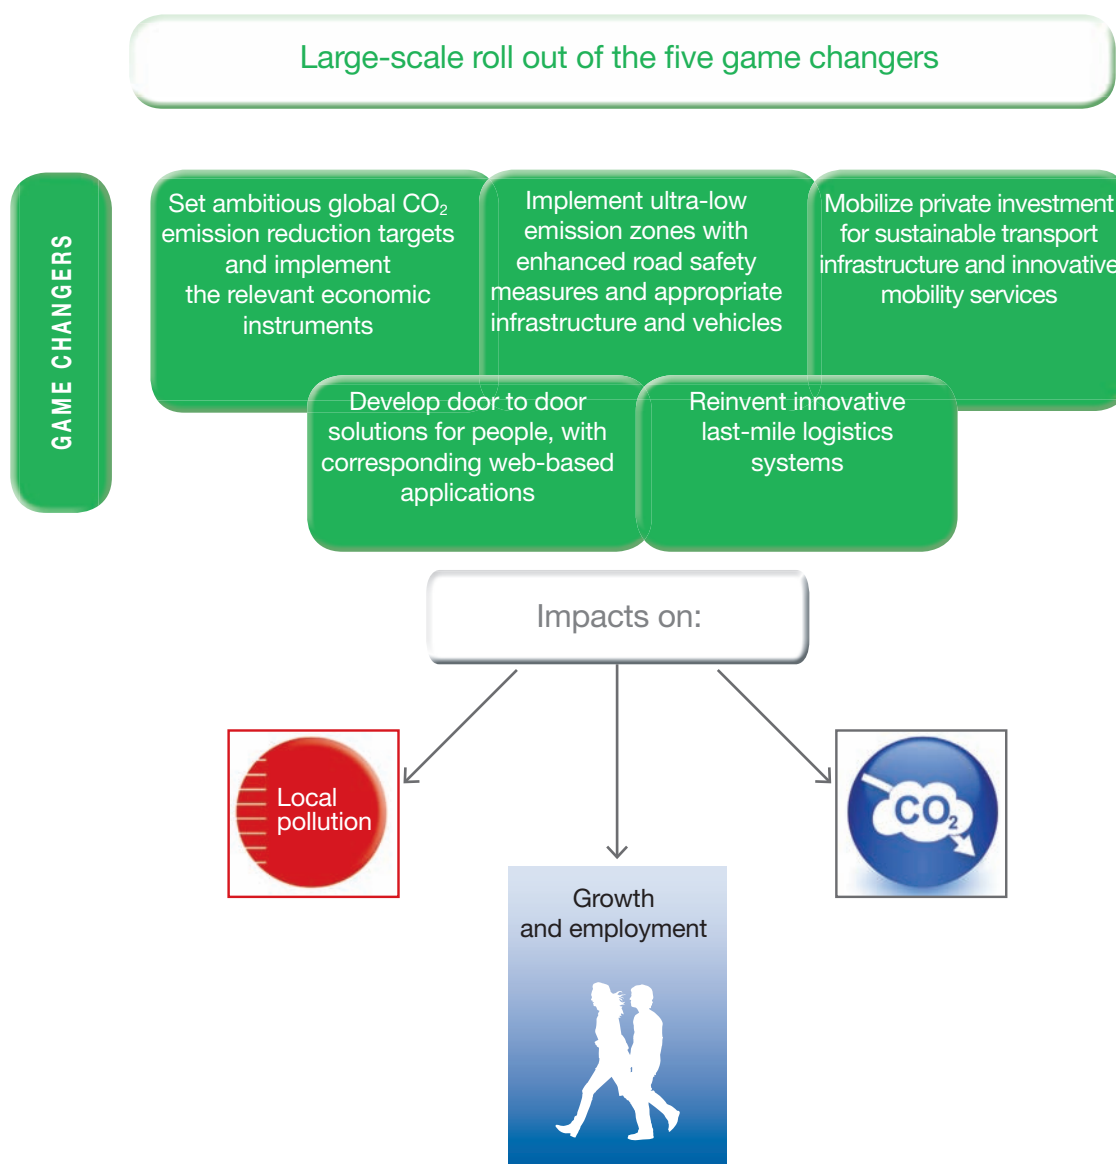 Large-scale roll out of the five game changers
GAME CHANGERS
Set ambitious global CO₂
emission reduction targets
and implement
the relevant economic
instruments
Implement ultra-low
emission zones with
enhanced road safety
measures and appropriate
infrastructure and vehicles
Mobilize private investment
for sustainable transport
infrastructure and innovative
mobility services
Develop door to door
solutions for people, with
corresponding web-based
applications
Reinvent innovative
last-mile logistics
systems
Impacts on:
Local
pollution
CO₂
Growth
and employment